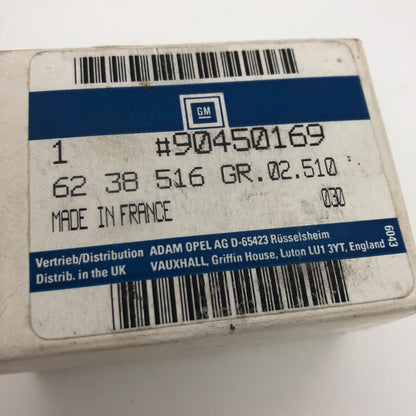 GM
1 #90450169
62 38 516 GR.02.510
MADE IN FRANCE 030
Vertrieb/Distribution ADAM OPEL AG D-65423 Rüsselsheim
Distrib. in the UK VAUXHALL, Griffin House, Luton LU1 3YT, England
6043